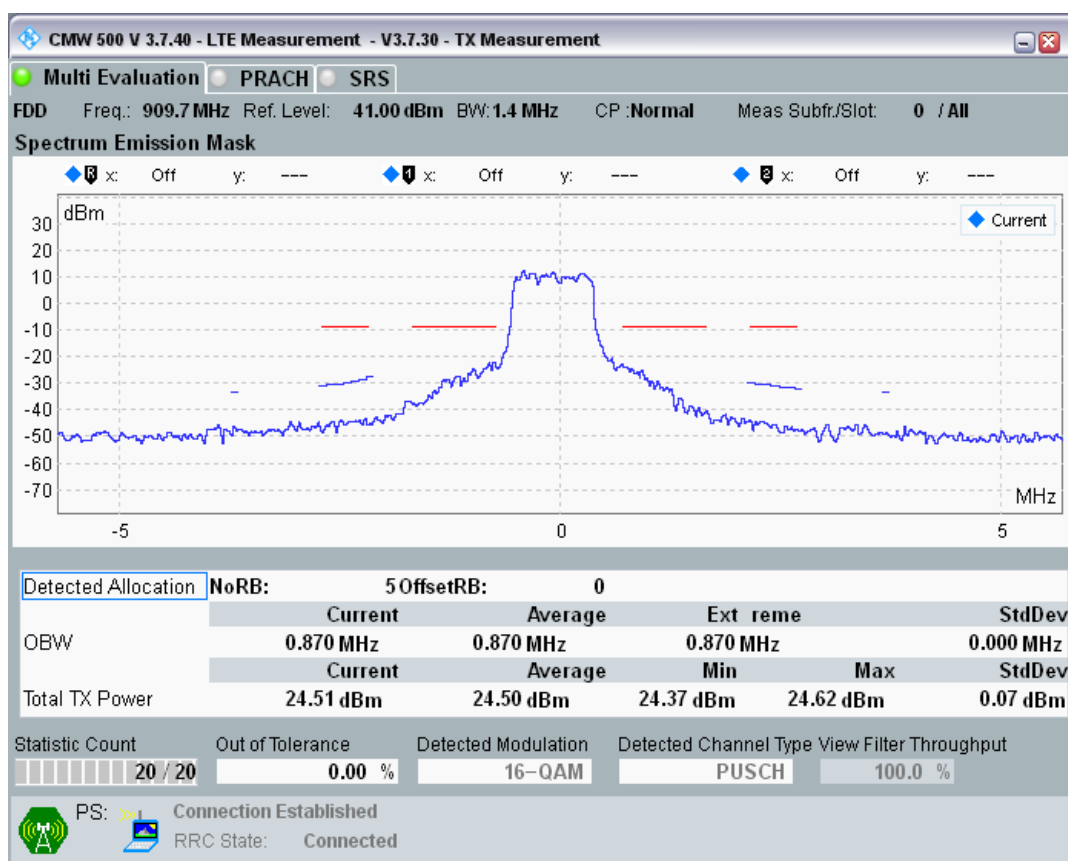 CMW 500 V 3.7.40 - LTE Measurement - V3.7.30 - TX Measurement
Multi Evaluation PRACH SRS
FDD Freq.: 909.7 MHz Ref. Level: 41.00 dBm BW: 1.4 MHz CP :Normal Meas Subfr./Slot: 0 / All
Spectrum Emission Mask
R x: Off y: --- 1 x: Off y: --- 2 x: Off y: ---
dBm
Current
30
20
10
0
-10
-20
-30
-40
-50
-60
-70
MHz
-5 0 5
Detected Allocation NoRB: 5 OffsetRB: 0
Current Average Ext reme StdDev
OBW 0.870 MHz 0.870 MHz 0.870 MHz 0.000 MHz
Current Average Min Max StdDev
Total TX Power 24.51 dBm 24.50 dBm 24.37 dBm 24.62 dBm 0.07 dBm
Statistic Count Out of Tolerance Detected Modulation Detected Channel Type View Filter Throughput
20 / 20 0.00 % 16-QAM PUSCH 100.0 %
PS: Connection Established
RRC State: Connected